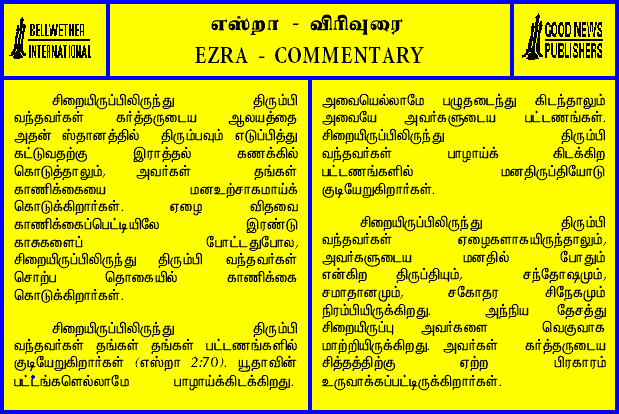 BELLWETHER
INTERNATIONAL
எஸ்றா - விரிவுரை
EZRA - COMMENTARY
GOOD NEWS
PUBLISHERS
சிறையிருப்பிலிருந்து திரும்பி
வந்தவர்கள் கர்த்தருடைய ஆலயத்தை
அதன் ஸ்தானத்தில் திரும்பவும் எடுப்பித்து
கட்டுவதற்கு இராத்தல் கணக்கில்
கொடுத்தாலும், அவர்கள் தங்கள்
காணிக்கையை மனஉற்சாகமாய்க்
கொடுக்கிறார்கள். ஏழை விதவை
காணிக்கைப்பெட்டியிலே இரண்டு
காசுகளைப் போட்டதுபோல,
சிறையிருப்பிலிருந்து திரும்பி வந்தவர்கள்
சொற்ப தொகையில் காணிக்கை
கொடுக்கிறார்கள்.
சிறையிருப்பிலிருந்து திரும்பி
வந்தவர்கள் தங்கள் தங்கள் பட்டணங்களில்
குடியேறுகிறார்கள் (எஸ்றா 2:70). யூதாவின்
பட்டீங்களெல்லாமே பாழாய்க்கிடக்கிறது.
அவையெல்லாமே பழுதடைந்து கிடந்தாலும்
அவையே அவர்களுடைய பட்டணங்கள்.
சிறையிருப்பிலிருந்து திரும்பி
வந்தவர்கள் பாழாய்க் கிடக்கிற
பட்டணங்களில் மனதிருப்தியோடு
குடியேறுகிறார்கள்.
சிறையிருப்பிலிருந்து திரும்பி
வந்தவர்கள் ஏழைகளாகயிருந்தாலும்,
அவர்களுடைய மனதில் போதும்
என்கிற திருப்தியும், சந்தோஷமும்,
சமாதானமும், சகோதர சிநேகமும்
நிரம்பியிருக்கிறது. அந்நிய தேசத்து
சிறையிருப்பு அவர்களை வெகுவாக
மாற்றியிருக்கிறது. அவர்கள் கர்த்தருடைய
சித்தத்திற்கு ஏற்ற பிரகாரம்
உருவாக்கப்பட்டிருக்கிறார்கள்.